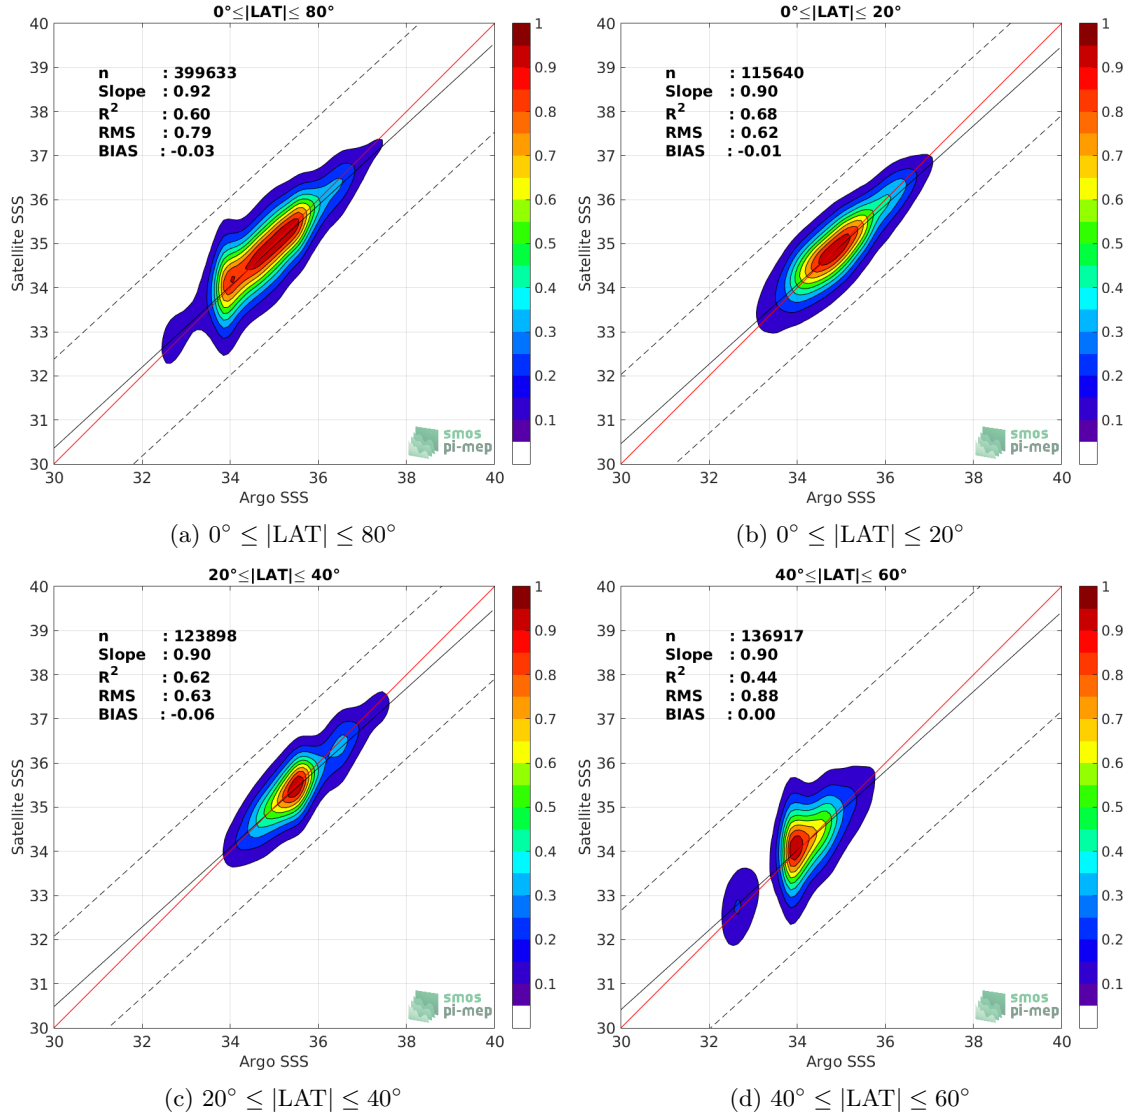 0°≤|LAT|≤ 80°
n : 399633
Slope : 0.92
R² : 0.60
RMS : 0.79
BIAS : -0.03
40
39
38
37
36
35
34
33
32
31
30
Satellite SSS
30 32 34 36 38 40
Argo SSS
1
0.9
0.8
0.7
0.6
0.5
0.4
0.3
0.2
0.1
smos
pi-mep
(a) 0° ≤ |LAT| ≤ 80°
0°≤|LAT|≤ 20°
n : 115640
Slope : 0.90
R² : 0.68
RMS : 0.62
BIAS : -0.01
40
39
38
37
36
35
34
33
32
31
30
Satellite SSS
30 32 34 36 38 40
Argo SSS
1
0.9
0.8
0.7
0.6
0.5
0.4
0.3
0.2
0.1
smos
pi-mep
(b) 0° ≤ |LAT| ≤ 20°
20°≤|LAT|≤ 40°
n : 123898
Slope : 0.90
R² : 0.62
RMS : 0.63
BIAS : -0.06
40
39
38
37
36
35
34
33
32
31
30
Satellite SSS
30 32 34 36 38 40
Argo SSS
1
0.9
0.8
0.7
0.6
0.5
0.4
0.3
0.2
0.1
smos
pi-mep
(c) 20° ≤ |LAT| ≤ 40°
40°≤|LAT|≤ 60°
n : 136917
Slope : 0.90
R² : 0.44
RMS : 0.88
BIAS : 0.00
40
39
38
37
36
35
34
33
32
31
30
Satellite SSS
30 32 34 36 38 40
Argo SSS
1
0.9
0.8
0.7
0.6
0.5
0.4
0.3
0.2
0.1
smos
pi-mep
(d) 40° ≤ |LAT| ≤ 60°